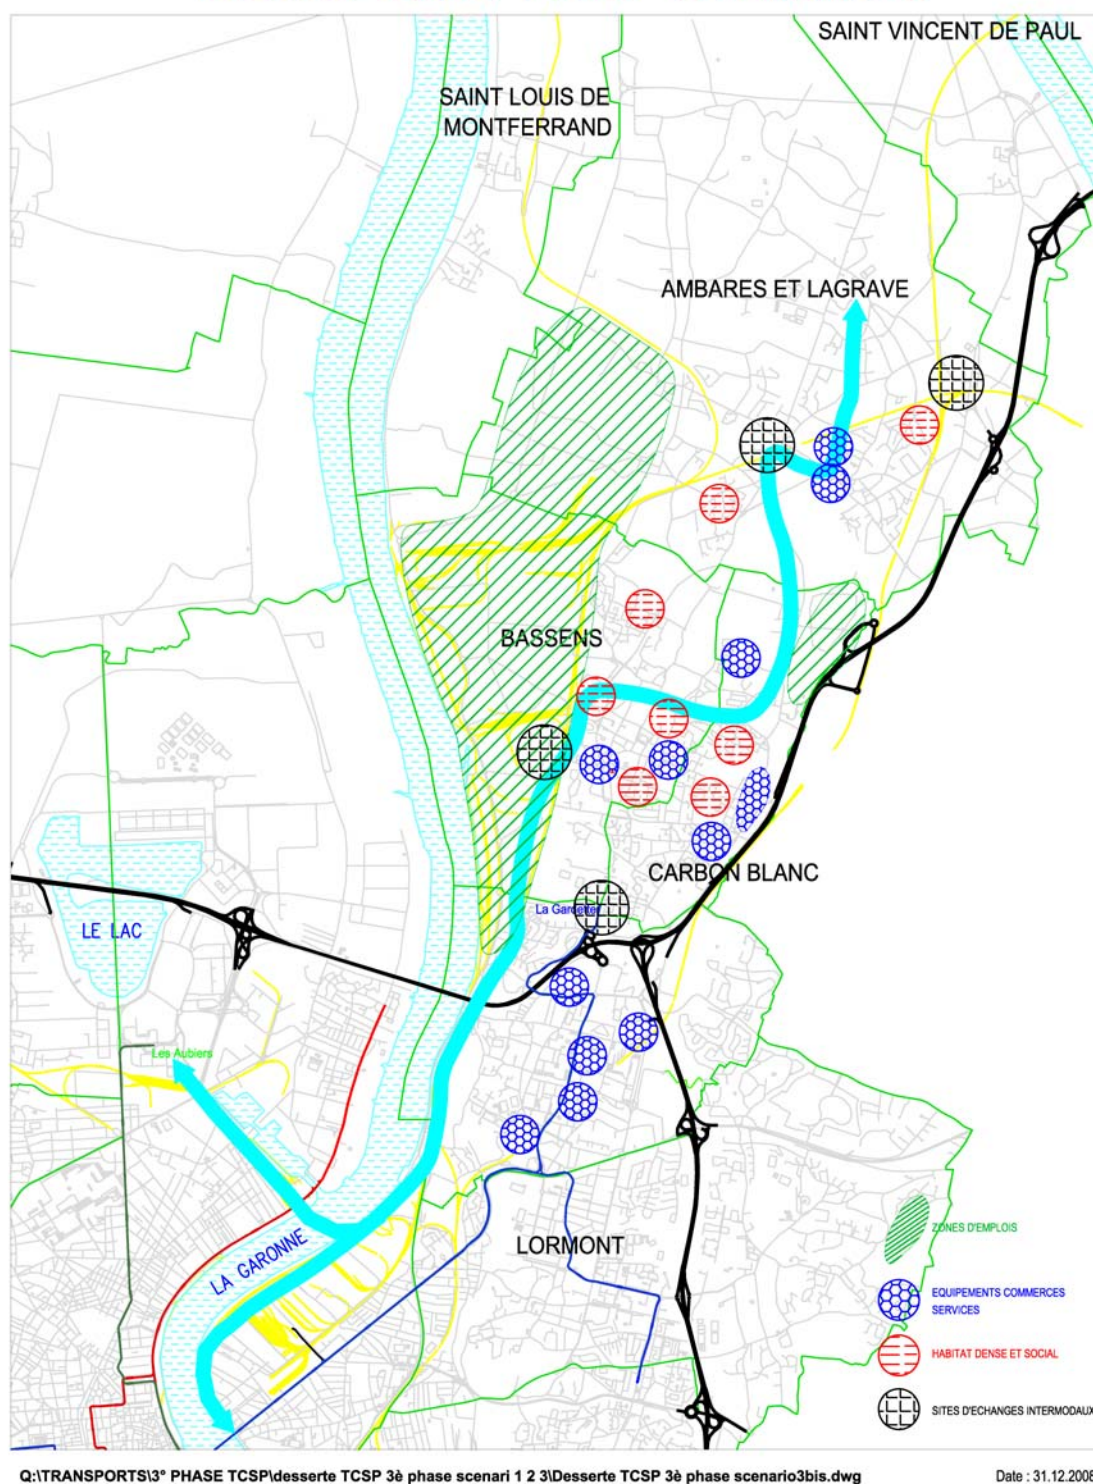 SAINT VINCENT DE PAUL
SAINT LOUIS DE
MONTFERRAND
AMBARES ET LAGRAVE
BASSENS
CARBON BLANC
La Gardette
LE LAC
Les Aubiers
LA GARONNE
LORMONT
ZONES D'EMPLOIS
EQUIPEMENTS COMMERCES
SERVICES
HABITAT DENSE ET SOCIAL
SITES D'ECHANGES INTERMODAUX
Q:\TRANSPORTS\3° PHASE TCSP\desserte TCSP 3è phase scenari 1 2 3\Desserte TCSP 3è phase scenario3bis.dwg
Date : 31.12.2008